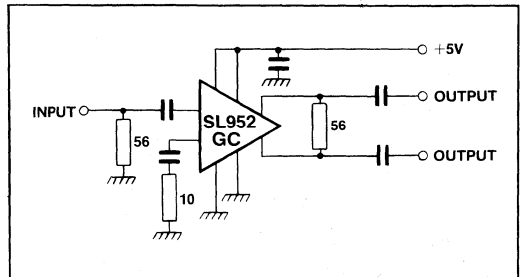 +5V
INPUT
SL952
GC
OUTPUT
56
56
OUTPUT
10